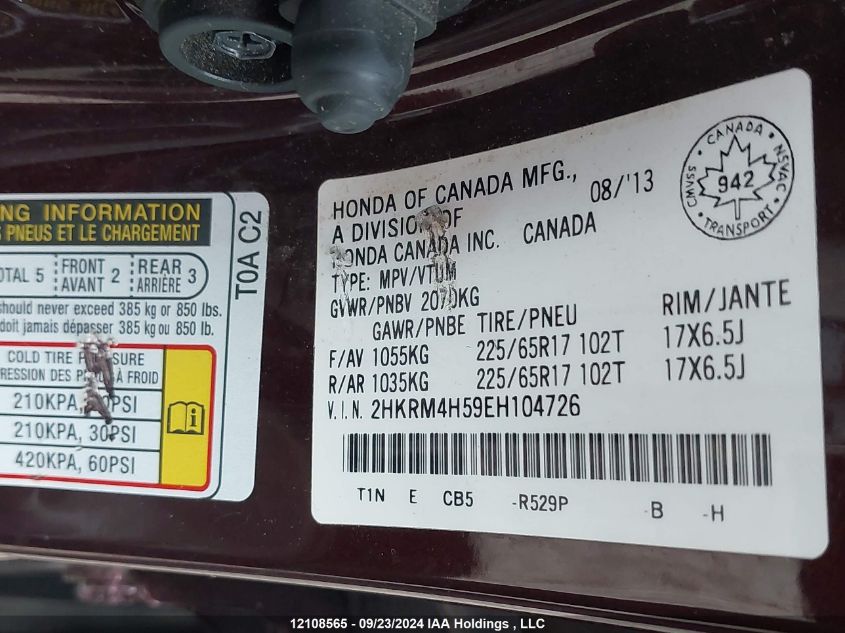 NG INFORMATION
S PNEUS ET LE CHARGEMENT
OTAL 5 FRONT AVANT 2 REAR ARRIÈRE 3
should never exceed 385 kg or 850 lbs.
doit jamais dépasser 385 kg ou 850 lb.
COLD TIRE
RESSION DES À FROID
210KPA, PSI
210KPA, 30PSI
420KPA, 60PSI
T0A C2
HONDA OF CANADA MFG., 08/'13
A DIVISION OF
HONDA CANADA INC. CANADA
TYPE: MPV/VTUM
GVWR/PNBV 2070KG
GAWR/PNBE TIRE/PNEU RIM/JANTE
F/AV 1055KG 225/65R17 102T 17X6.5J
R/AR 1035KG 225/65R17 102T 17X6.5J
V.I.N. 2HKRM4H59EH104726
T1N E CB5 -R529P -B -H
CANADA
CMVSS 942 NSVAC
TRANSPORT
12108565 - 09/23/2024 IAA Holdings , LLC